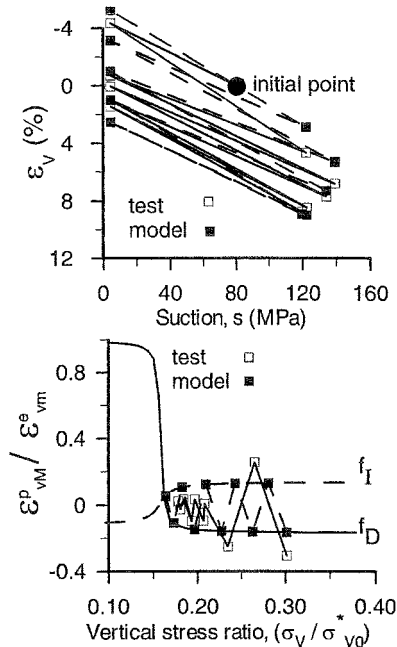 -4
0
4
8
12
εV (%)
initial point
test
model
0 40 80 120 160
Suction, s (MPa)
0.8
0.4
0
-0.4
ε^p_vM / ε^e_vm
test
model
f_I
f_D
0.10 0.20 0.30 0.40
Vertical stress ratio, (σ_V / σ^*_V0)